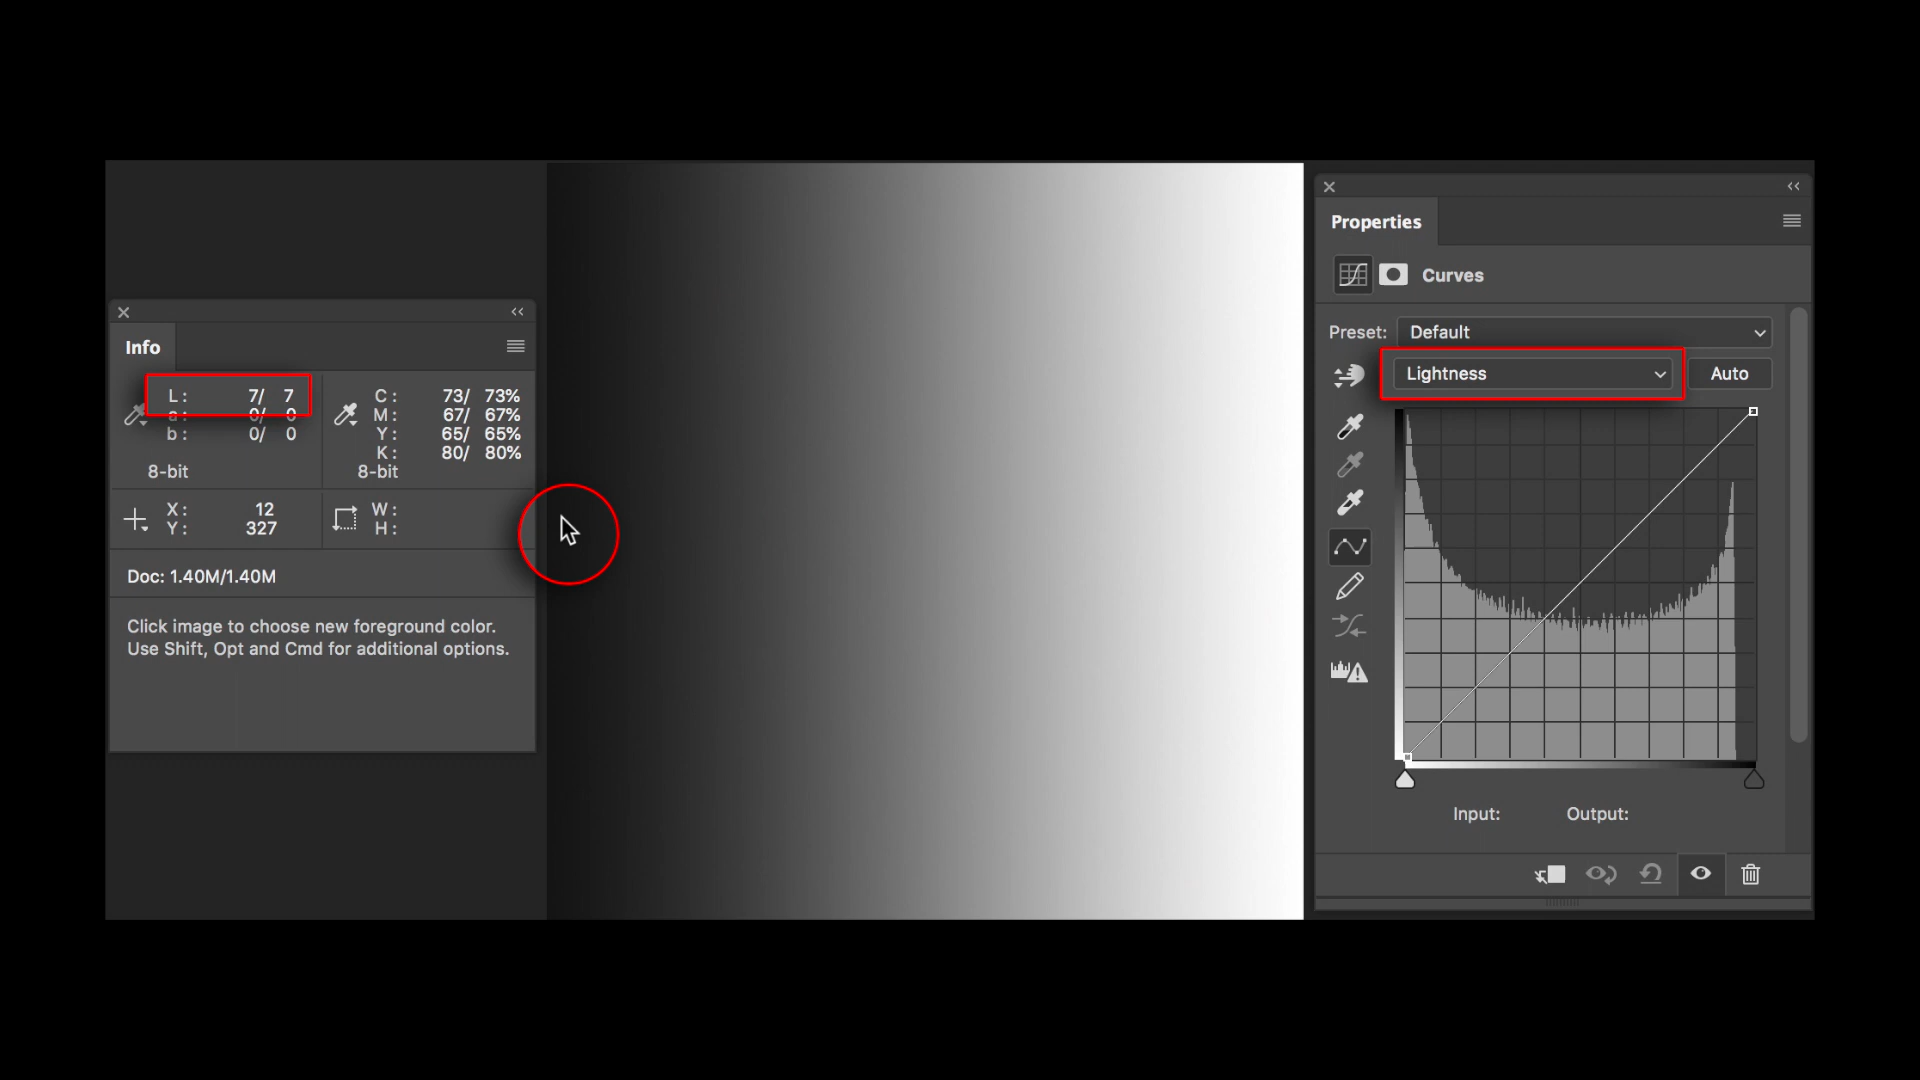 Properties
Curves
Preset: Default
Lightness
Auto
Input: Output:
Info
L: 7/ 7
a: 0/ 0
b: 0/ 0
8-bit
C: 73/ 73%
M: 67/ 67%
Y: 65/ 65%
K: 80/ 80%
8-bit
X: 12
Y: 327
W:
H:
Doc: 1.40M/1.40M
Click image to choose new foreground color.
Use Shift, Opt and Cmd for additional options.